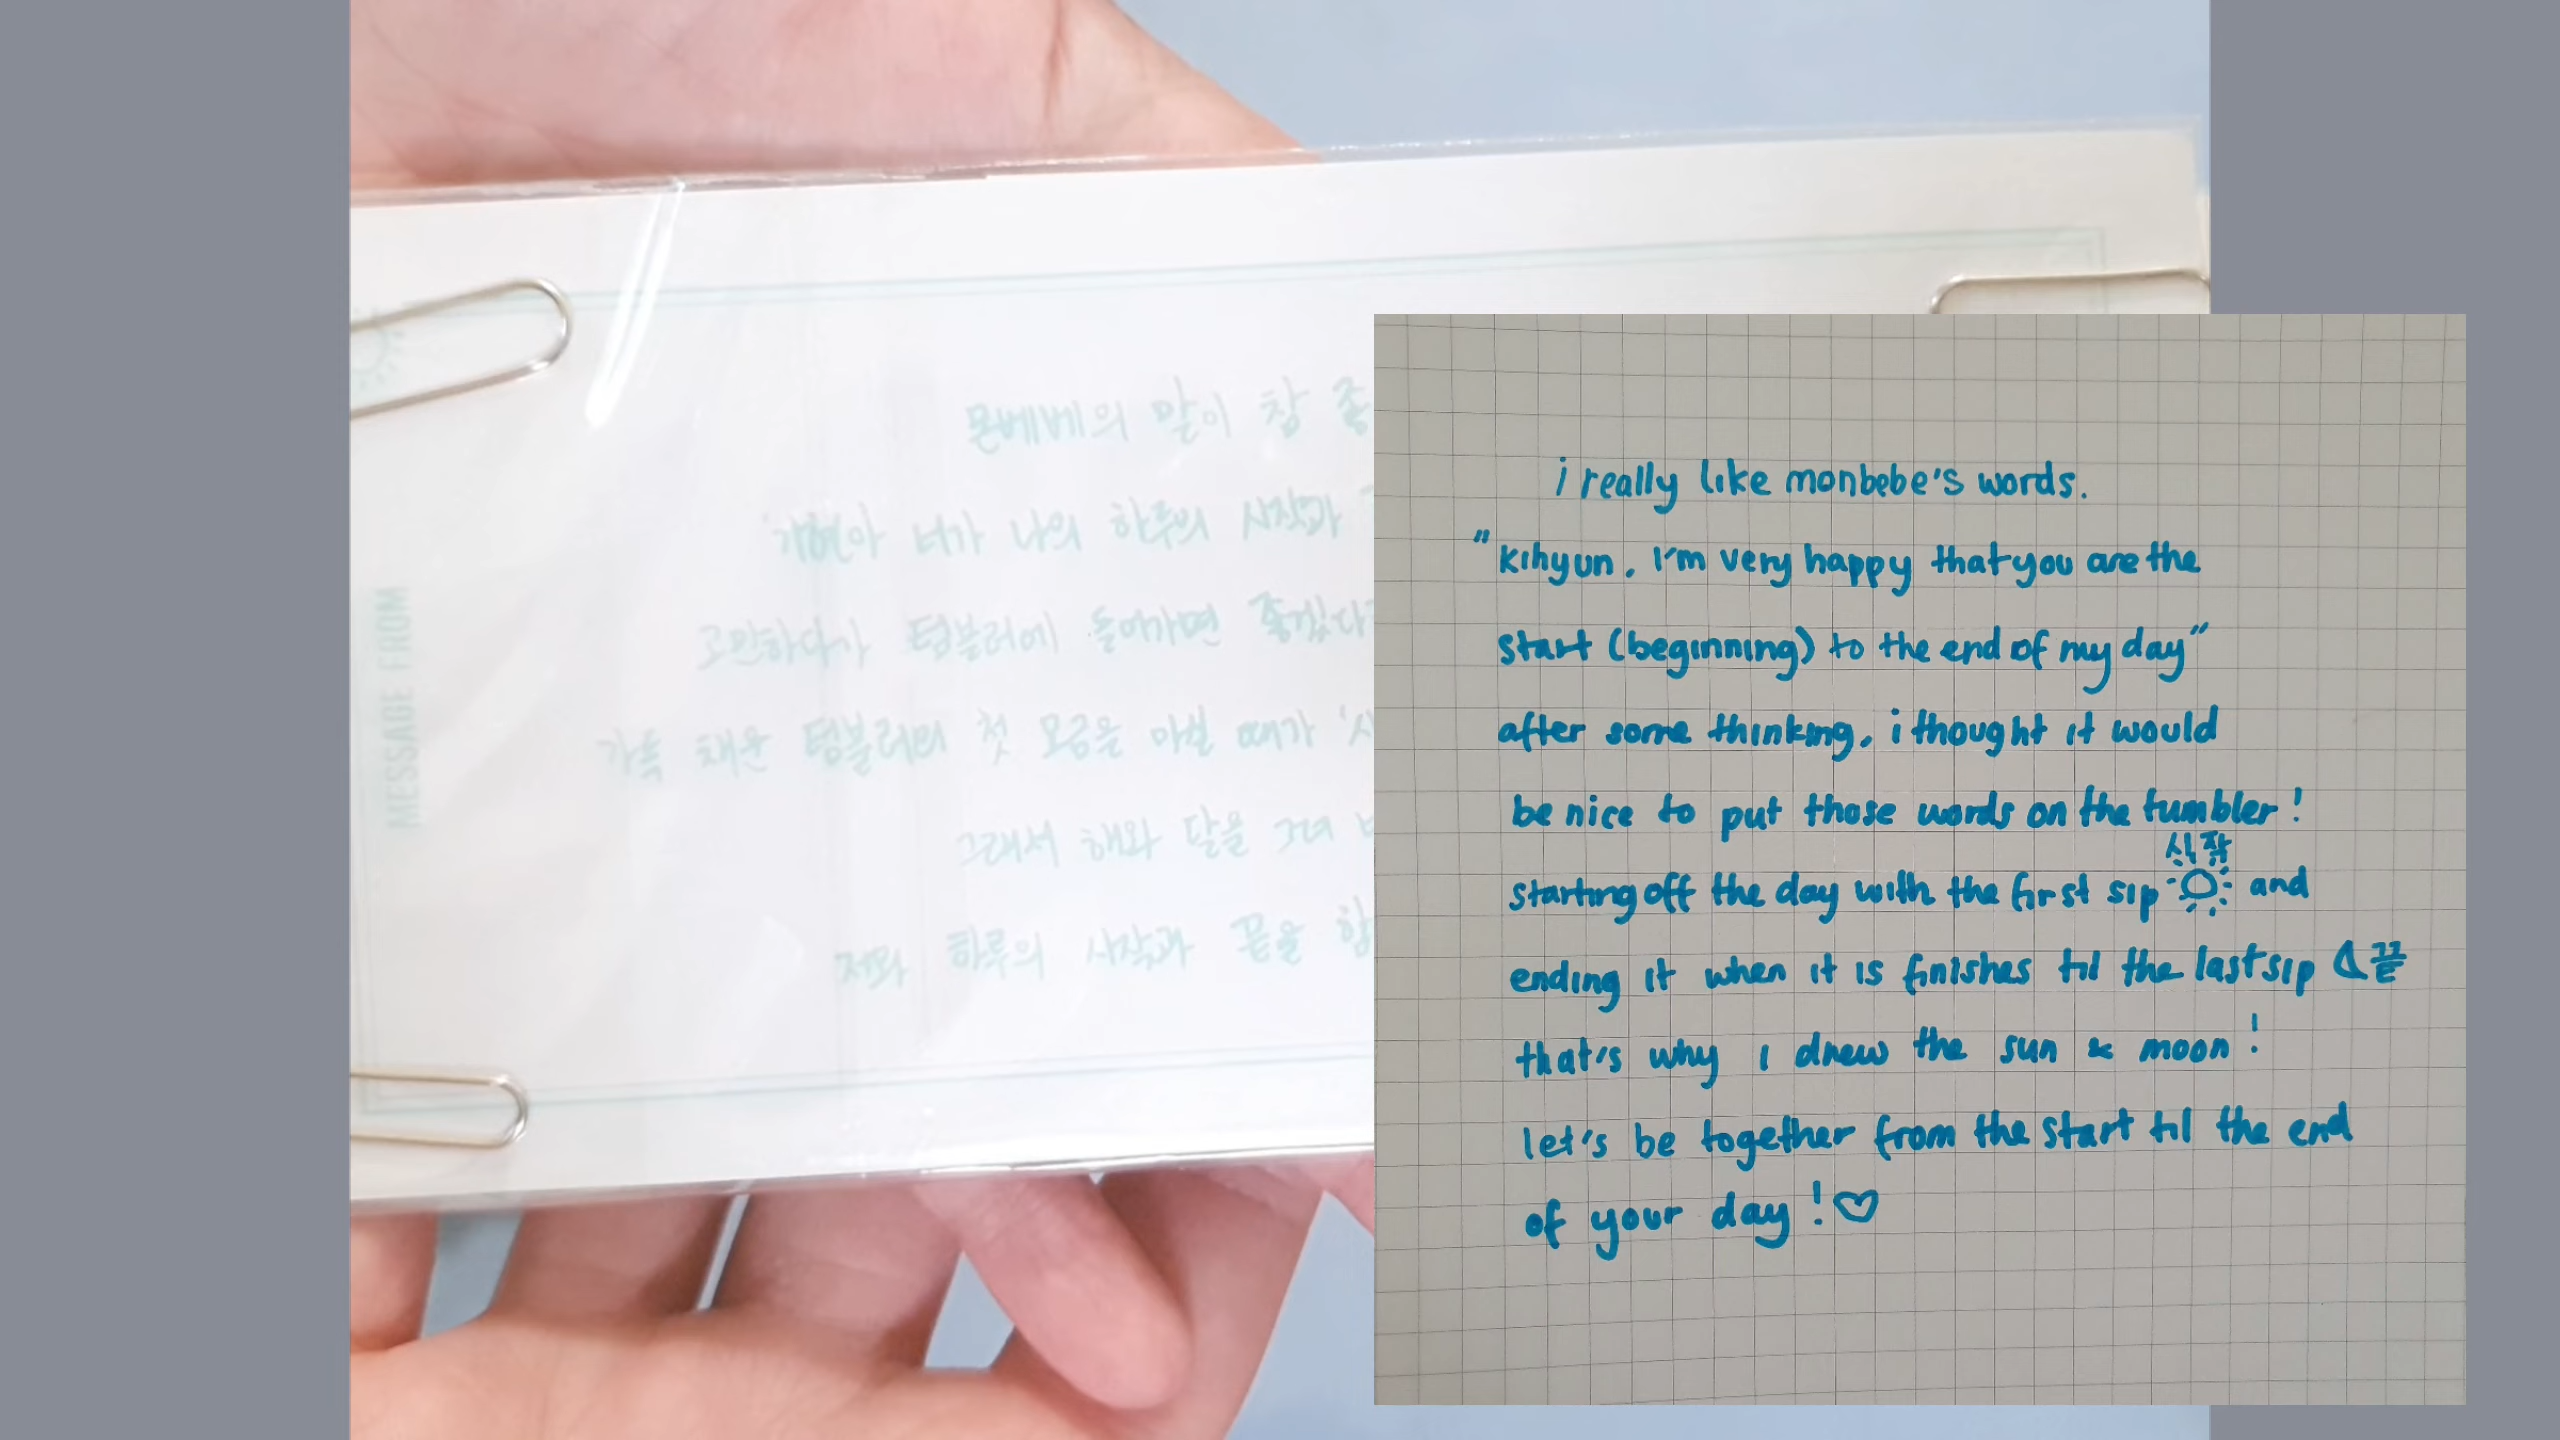 MESSAGE FROM
몬베베의 말이 참 좋
기현아 너가 나의 하루의 시작과
고민하다가 텀블러에 들어가면 좋겠다
가득 채운 텀블러의 첫 모금을 마실 때가 '시
그래서 해와 달을 그려
저와 하루의 시작과 끝을 함
i really like monbebe's words.
"kihyun, i'm very happy that you are the
start (beginning) to the end of my day"
after some thinking, i thought it would
be nice to put those words on the tumbler!
시작
starting off the day with the first sip and
ending it when it is finishes til the last sip 끝
that's why i drew the sun & moon!
let's be together from the start til the end
of your day!♡